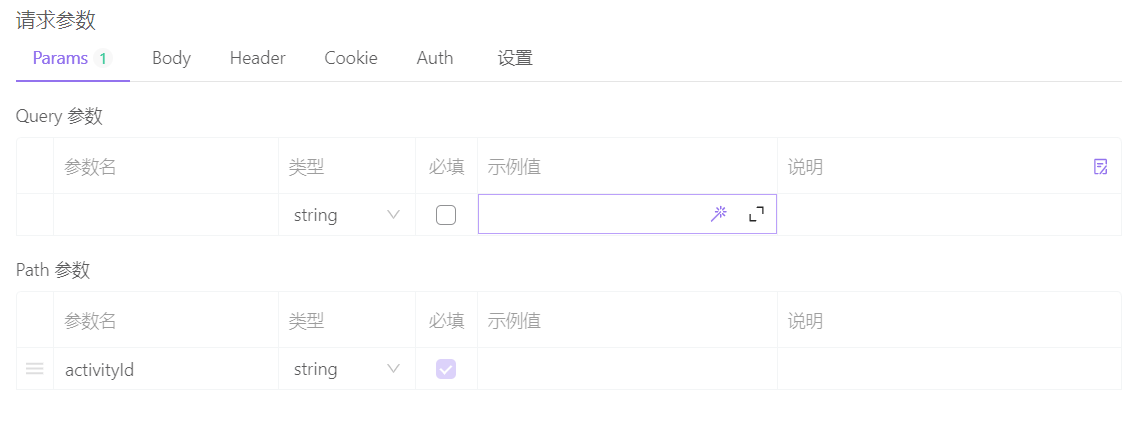 请求参数
Params 1 Body Header Cookie Auth 设置
Query 参数
参数名 类型 必填 示例值 说明
string
Path 参数
参数名 类型 必填 示例值 说明
activityId string